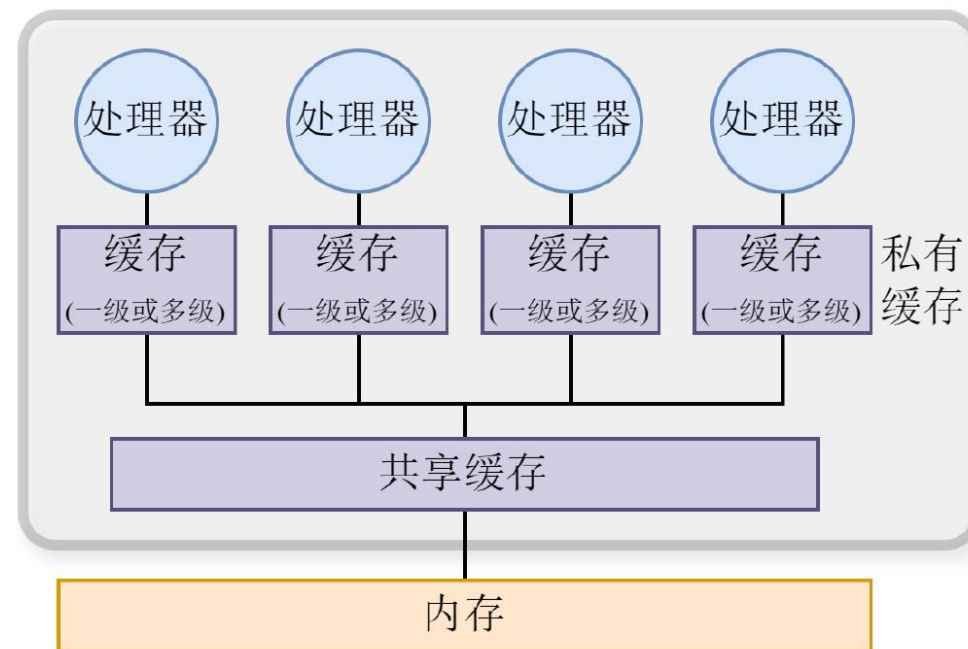 处理器
处理器
处理器
处理器
缓存
(一级或多级)
缓存
(一级或多级)
缓存
(一级或多级)
缓存
(一级或多级)
私有
缓存
共享缓存
内存